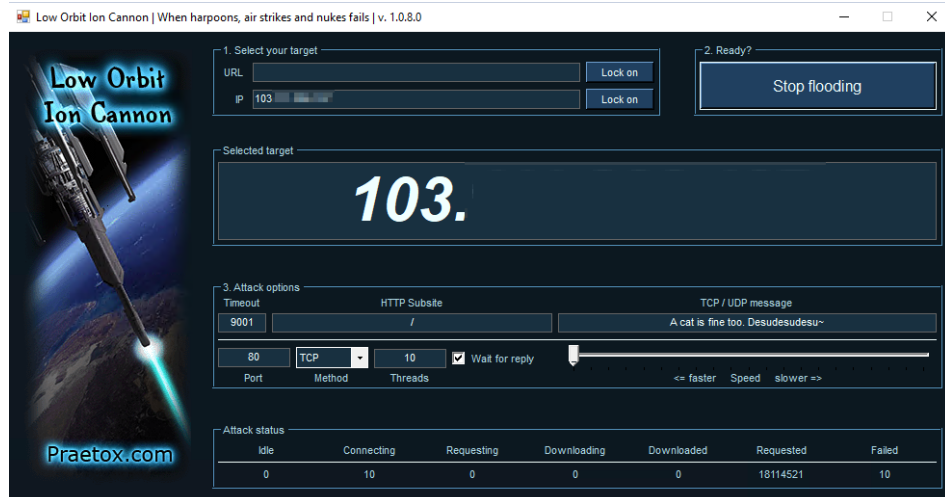 Low Orbit Ion Cannon | When harpoons, air strikes and nukes fails | v. 1.0.8.0
Low Orbit
Ion Cannon
Praetox.com
1. Select your target
URL
Lock on
IP
103
Lock on
2. Ready?
Stop flooding
Selected target
103.
3. Attack options
Timeout
HTTP Subsite
TCP / UDP message
9001
/
A cat is fine too. Desudesudesu~
80
TCP
10
Wait for reply
Port
Method
Threads
<= faster
Speed
slower =>
Attack status
Idle
Connecting
Requesting
Downloading
Downloaded
Requested
Failed
0
10
0
0
0
18114521
10